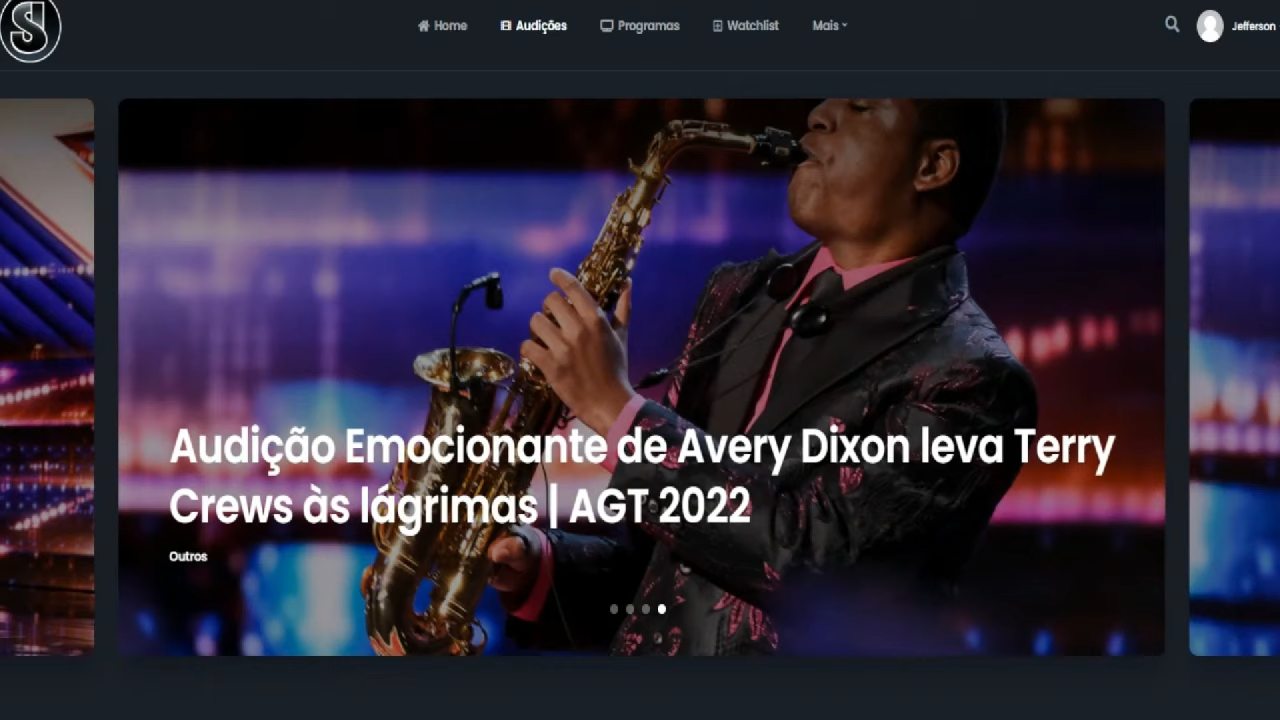 Home Audições Programas Watchlist Mais Jefferson
Audição Emocionante de Avery Dixon leva Terry
Crews às lágrimas | AGT 2022
Outros